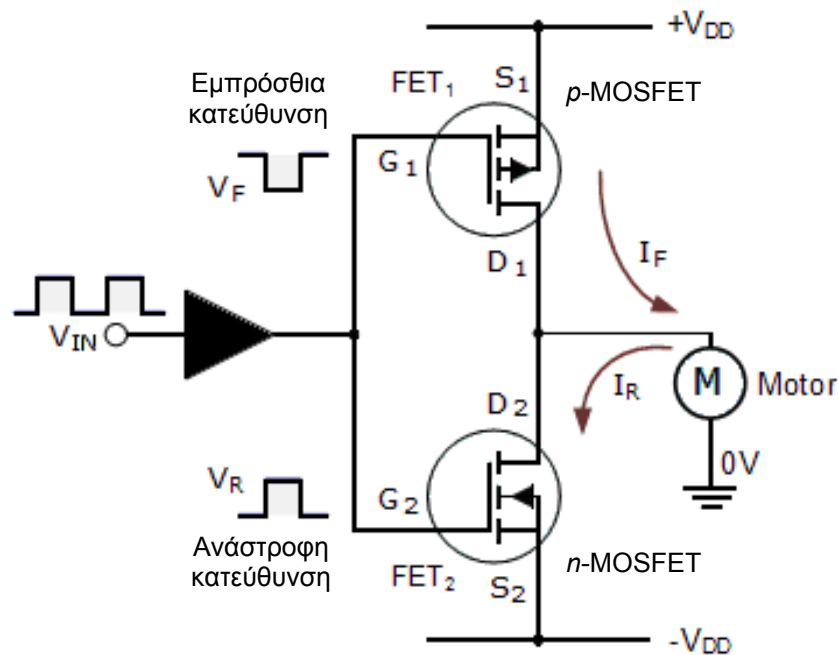 +VDD
Εμπρόσθια
κατεύθυνση
FET1
S1
p-MOSFET
VF
G1
D1
IF
VIN
D2
IR
M
Motor
VR
G2
0V
Ανάστροφη
κατεύθυνση
FET2
S2
n-MOSFET
-VDD